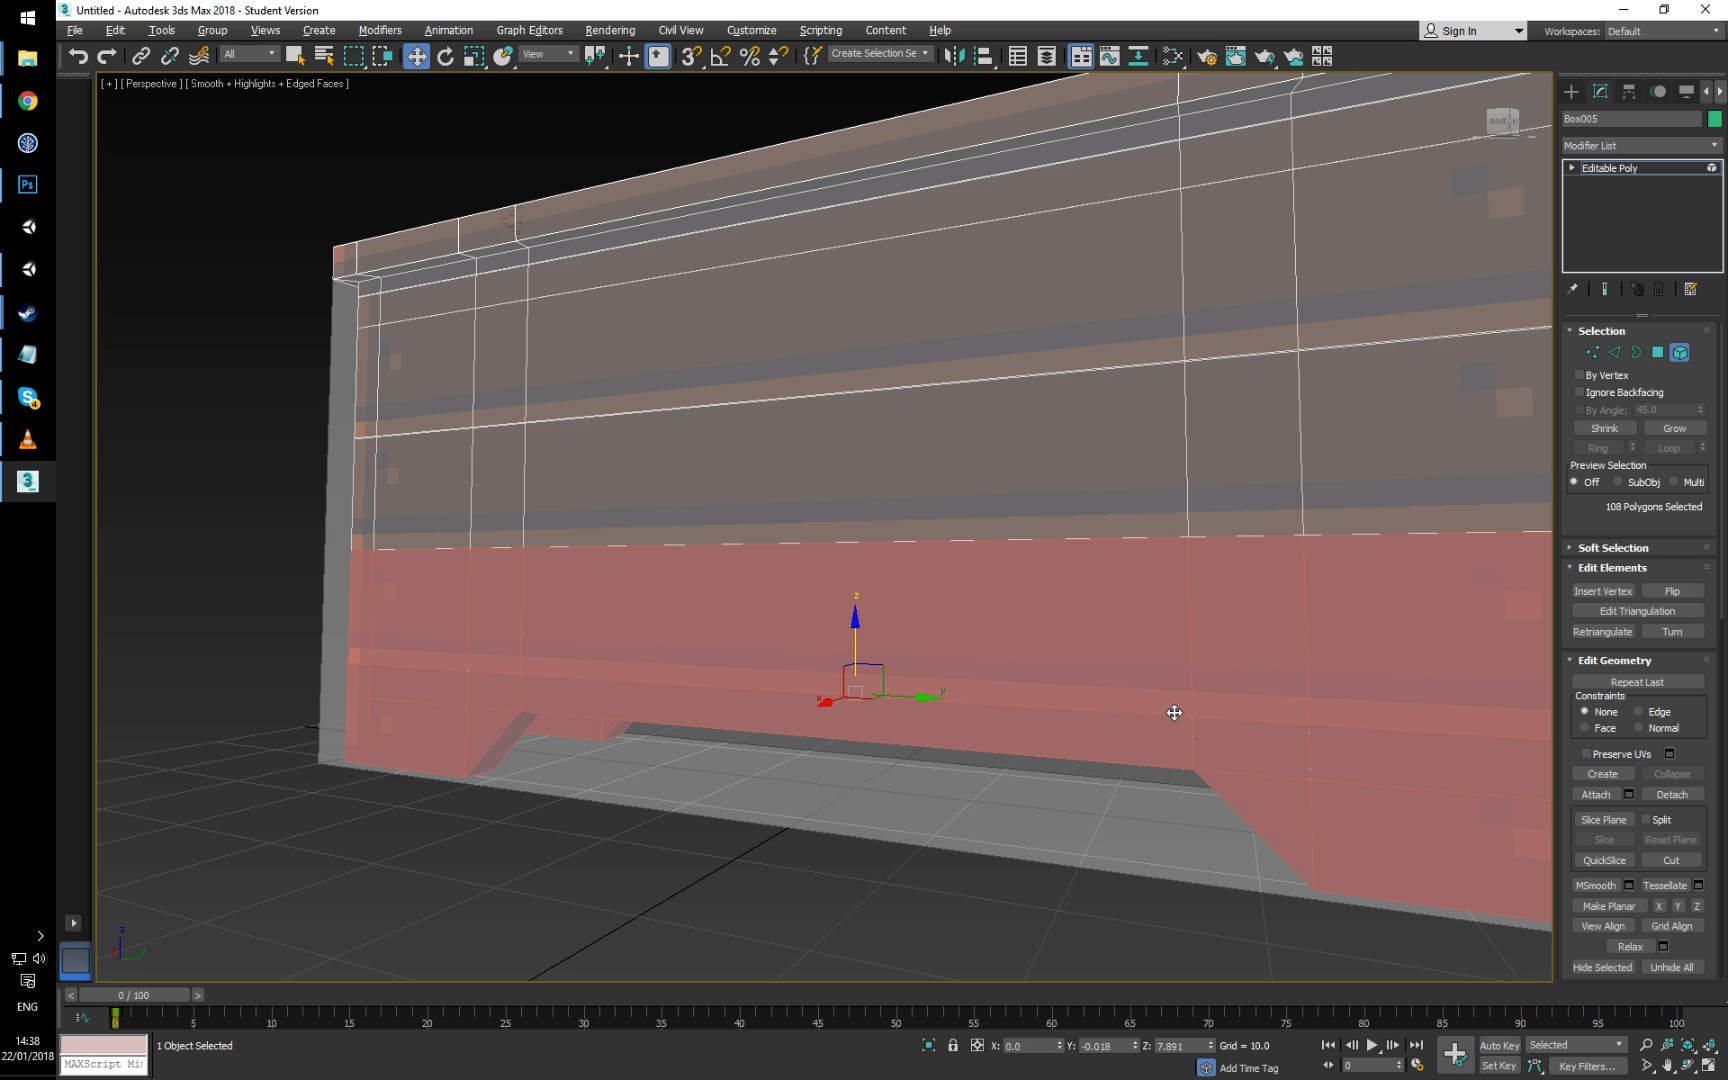 Untitled - Autodesk 3ds Max 2018 - Student Version
File Edit Tools Group Views Create Modifiers Animation Graph Editors Rendering Civil View Customize Scripting Content Help
Sign In Workspaces: Default
All View Create Selection Se
[ + ] [ Perspective ] [ Smooth + Highlights + Edged Faces ]
Box005
Modifier List
Editable Poly
Selection
By Vertex
Ignore Backfacing
By Angle: 45.0
Shrink Grow
Ring Loop
Preview Selection
Off SubObj Multi
108 Polygons Selected
Soft Selection
Edit Elements
Insert Vertex Flip
Edit Triangulation
Retriangulate Turn
Edit Geometry
Repeat Last
Constraints
None Edge
Face Normal
Preserve UVs
Create Collapse
Attach Detach
Slice Plane Split
Slice Reset Plane
QuickSlice Cut
MSmooth Tessellate
Make Planar X Y Z
View Align Grid Align
Relax
Hide Selected Unhide All
z
x y
z
y
Ps
4
3
ENG
14:38
22/01/2018
< 0 / 100 >
0 5 10 15 20 25 30 35 40 45 50 55 60 65 70 75 80 85 90 95 100
MAXScript Mi
1 Object Selected
X: 0.0 Y: -0.018 Z: 7.891 Grid = 10.0
Add Time Tag
0
Auto Key Selected
Set Key Key Filters...